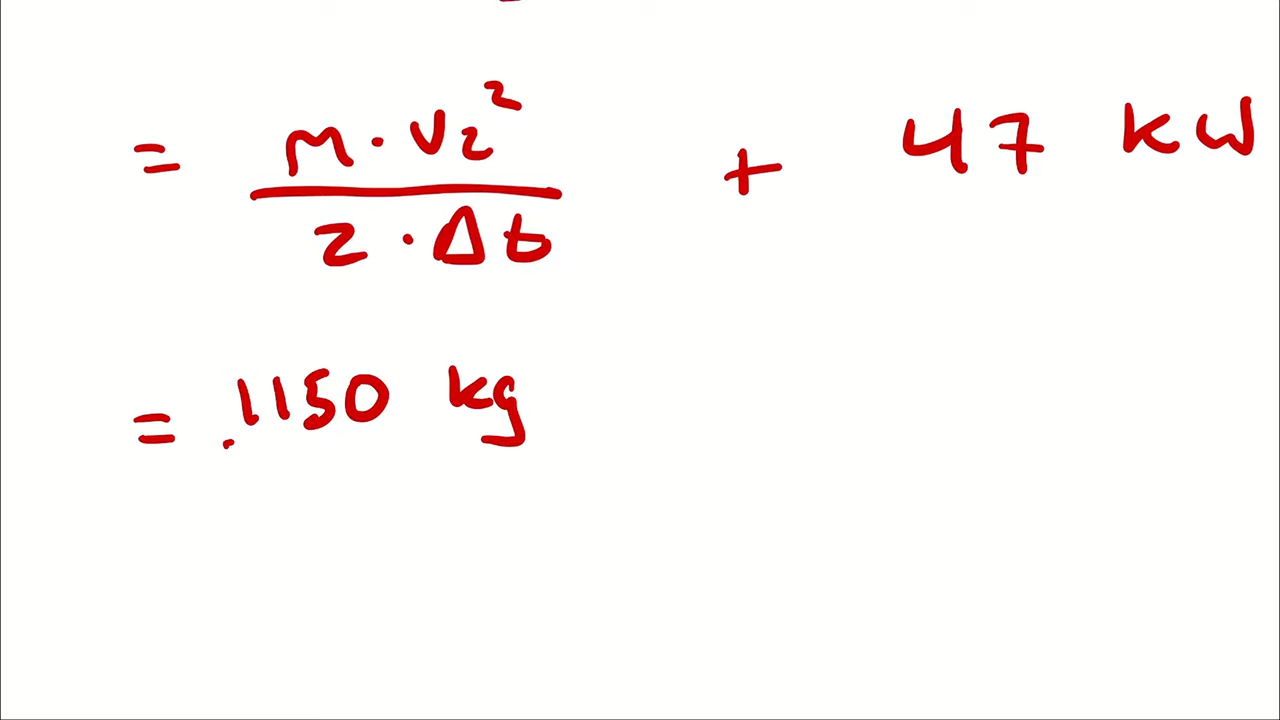 = m · v₂² + 47 kW
2 · Δt
= .1150 kg